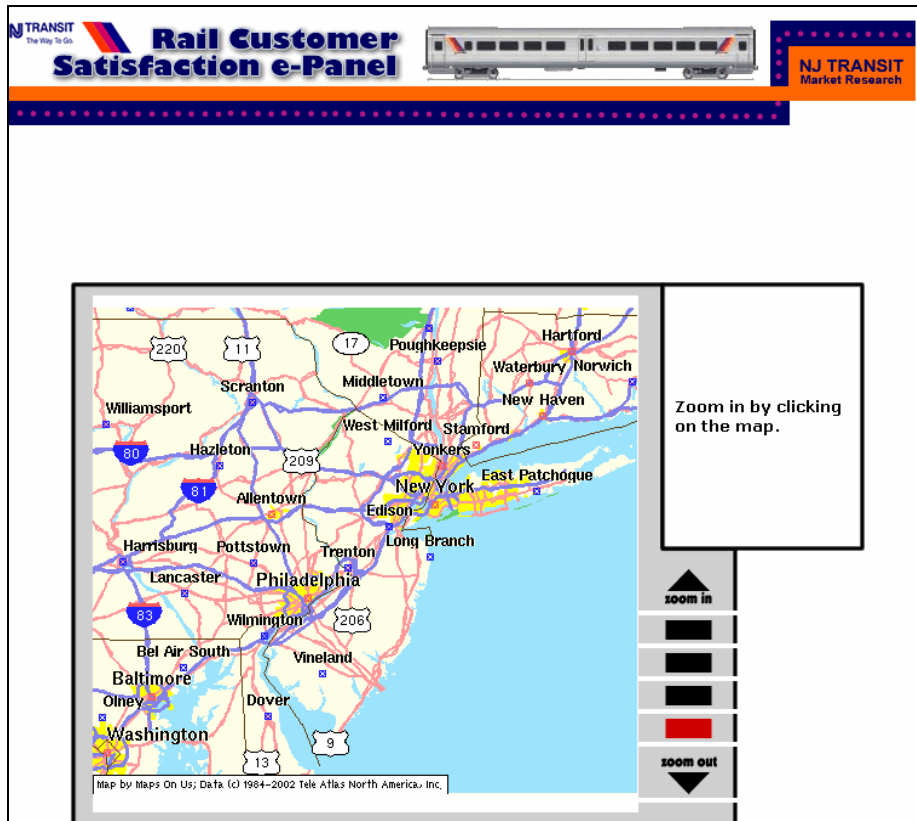 NJ TRANSIT
The Way To Go.
Rail Customer
Satisfaction e-Panel
NJ TRANSIT
Market Research
Zoom in by clicking
on the map.
zoom in
zoom out
220
11
17
Poughkeepsie
Hartford
Waterbury
Norwich
Scranton
Middletown
New Haven
Williamsport
West Milford
Stamford
80
Hazleton
209
Yonkers
81
New York
East Patchogue
Allentown
Edison
Harrisburg
Pottstown
Trenton
Long Branch
Lancaster
Philadelphia
83
Wilmington
206
Bel Air South
Vineland
Baltimore
Olney
Dover
Washington
9
13
Map by Maps On Us; Data (c) 1984-2002 Tele Atlas North America, Inc.